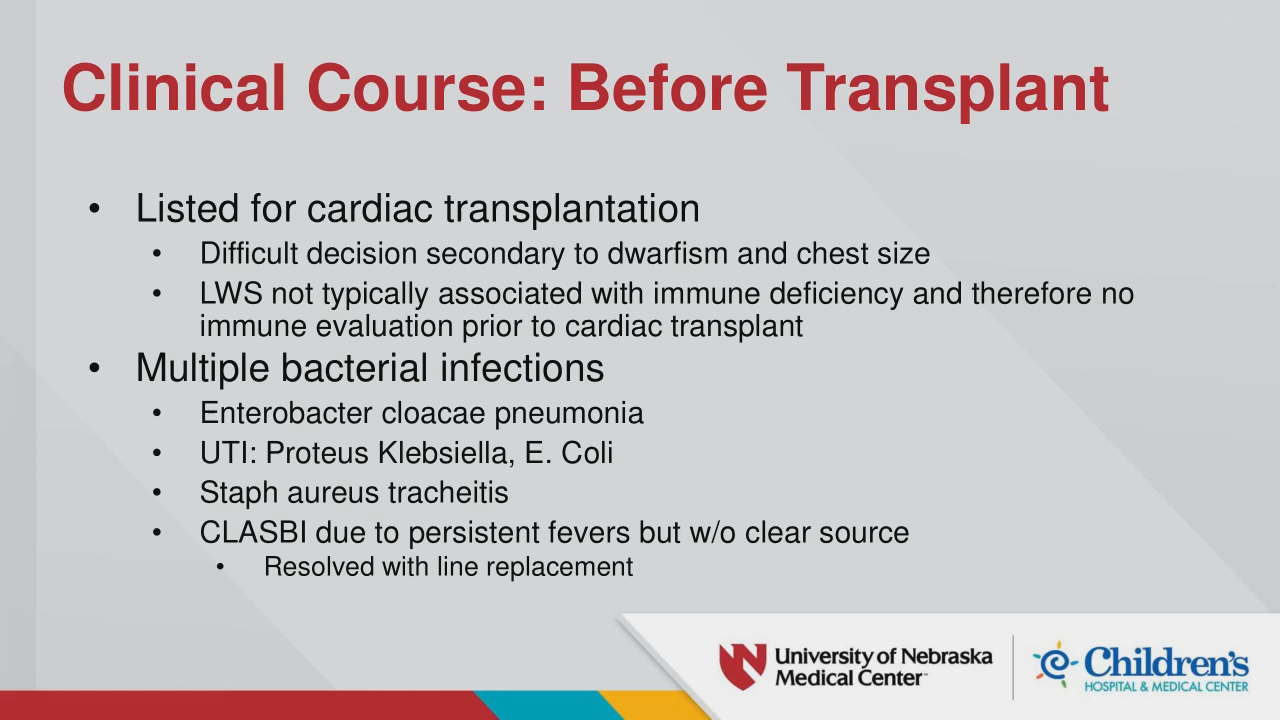 Clinical Course: Before Transplant
• Listed for cardiac transplantation
• Difficult decision secondary to dwarfism and chest size
• LWS not typically associated with immune deficiency and therefore no
immune evaluation prior to cardiac transplant
• Multiple bacterial infections
• Enterobacter cloacae pneumonia
• UTI: Proteus Klebsiella, E. Coli
• Staph aureus tracheitis
• CLASBI due to persistent fevers but w/o clear source
• Resolved with line replacement
University of Nebraska
Medical Center™
Children's
HOSPITAL & MEDICAL CENTER